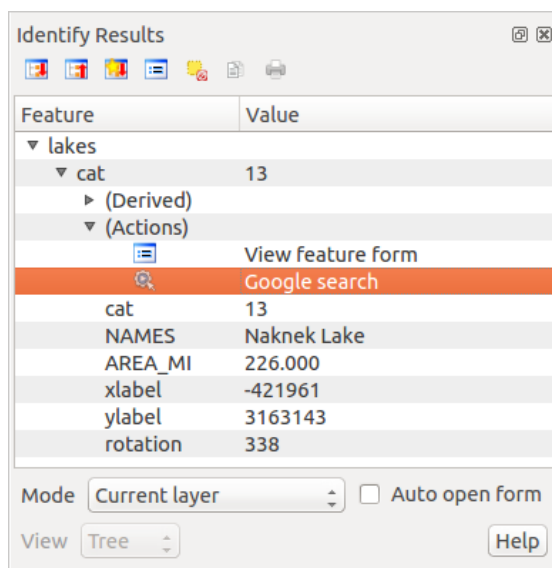 Identify Results
Feature Value
lakes
cat 13
(Derived)
(Actions)
View feature form
Google search
cat 13
NAMES Naknek Lake
AREA_MI 226.000
xlabel -421961
ylabel 3163143
rotation 338
Mode Current layer Auto open form
View Tree Help